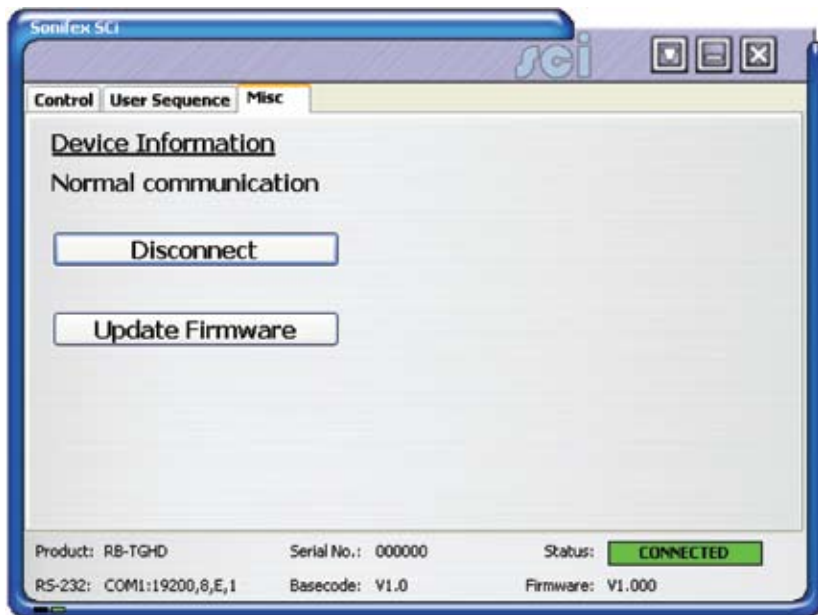 Sonifex SCi
sci
Control User Sequence Misc
Device Information
Normal communication
Disconnect
Update Firmware
Product: RB-TGHD Serial No.: 000000 Status: CONNECTED
RS-232: COM1:19200,8,E,1 Basecode: V1.0 Firmware: V1.000